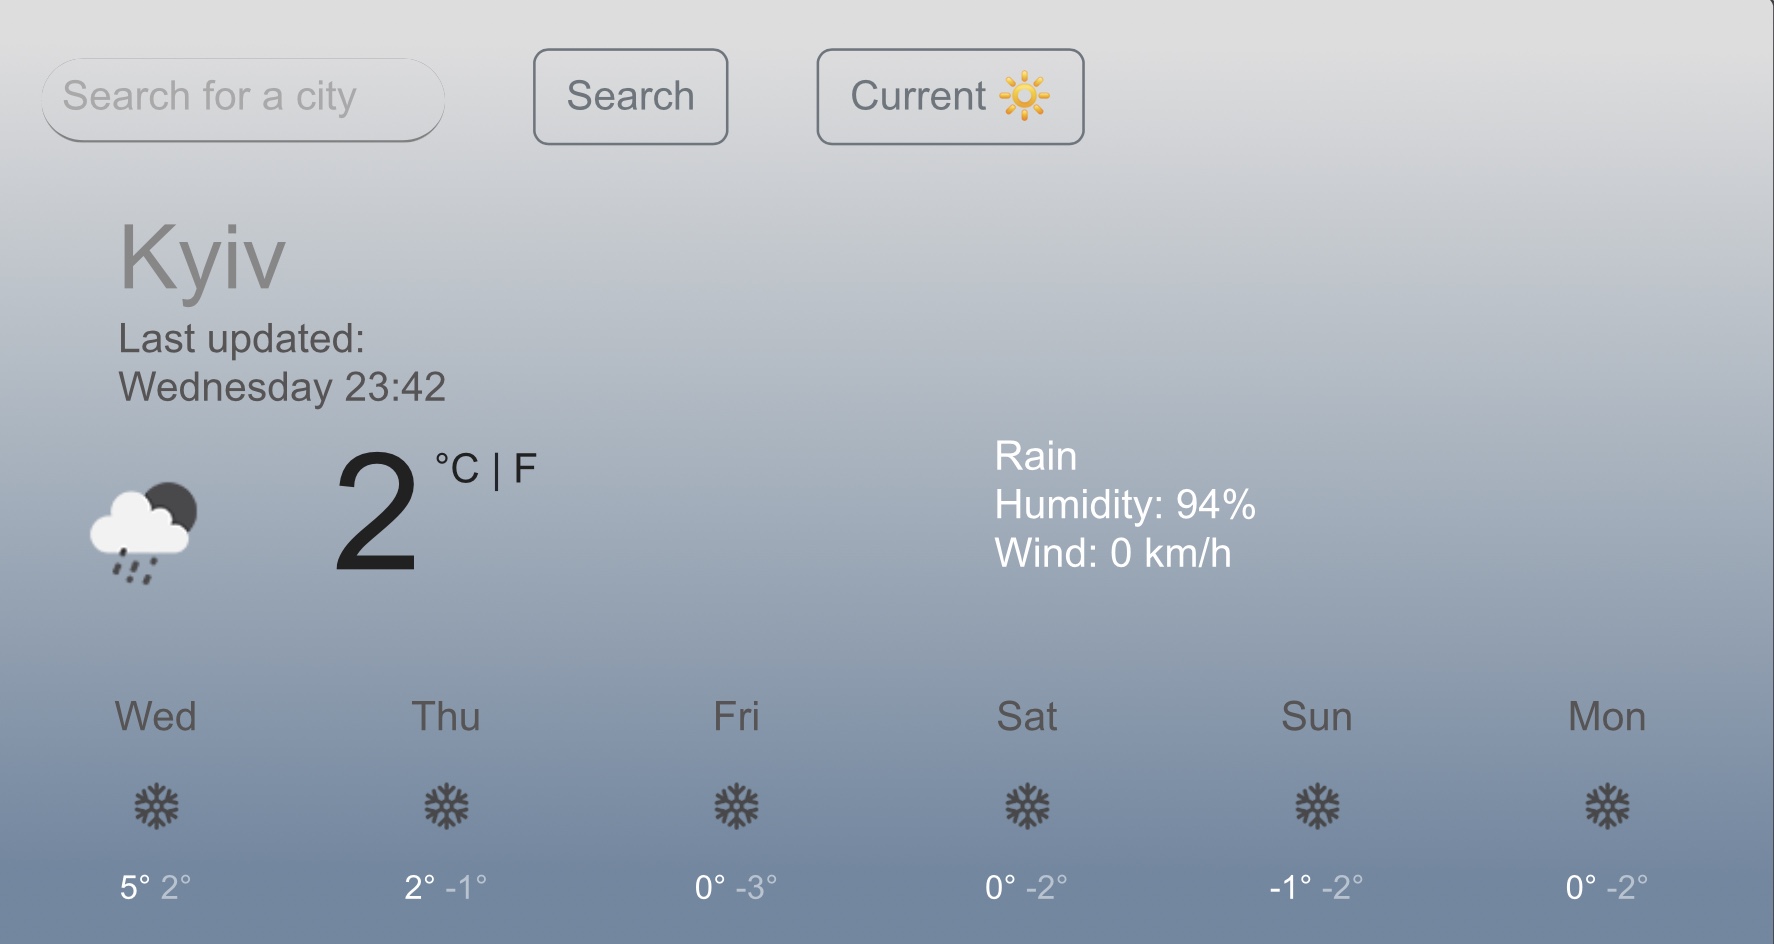 Search for a city
Search
Current
Kyiv
Last updated:
Wednesday 23:42
2 °C | F
Rain
Humidity: 94%
Wind: 0 km/h
Wed Thu Fri Sat Sun Mon
5° 2° 2° -1° 0° -3° 0° -2° -1° -2° 0° -2°